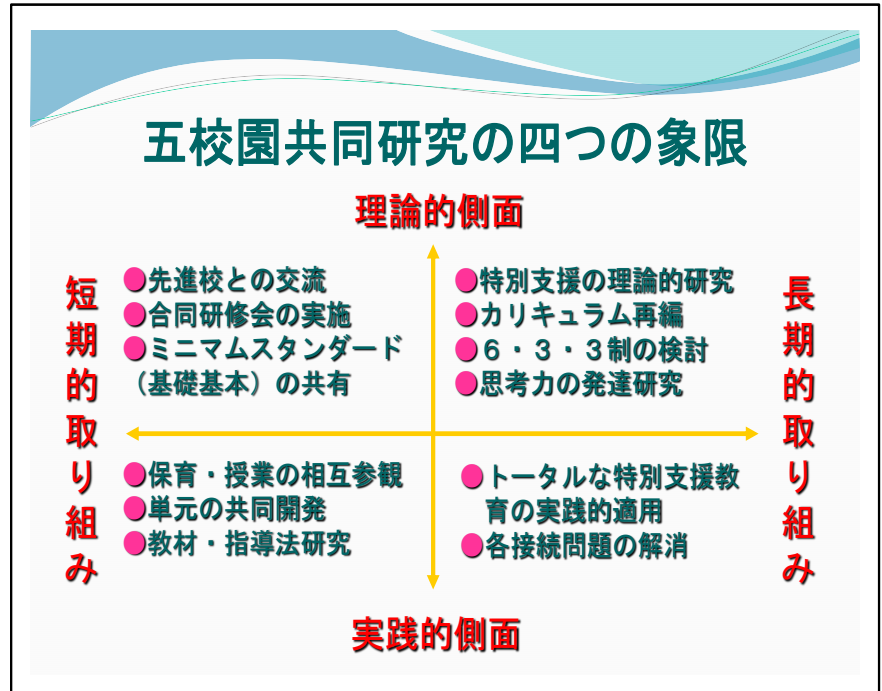 五校園共同研究の四つの象限
理論的側面
短期的取り組み
●先進校との交流
●合同研修会の実施
●ミニマムスタンダード
（基礎基本）の共有
●特別支援の理論的研究
●カリキュラム再編
●６・３・３制の検討
●思考力の発達研究
長期的取り組み
●保育・授業の相互参観
●単元の共同開発
●教材・指導法研究
●トータルな特別支援教
育の実践的適用
●各接続問題の解消
実践的側面